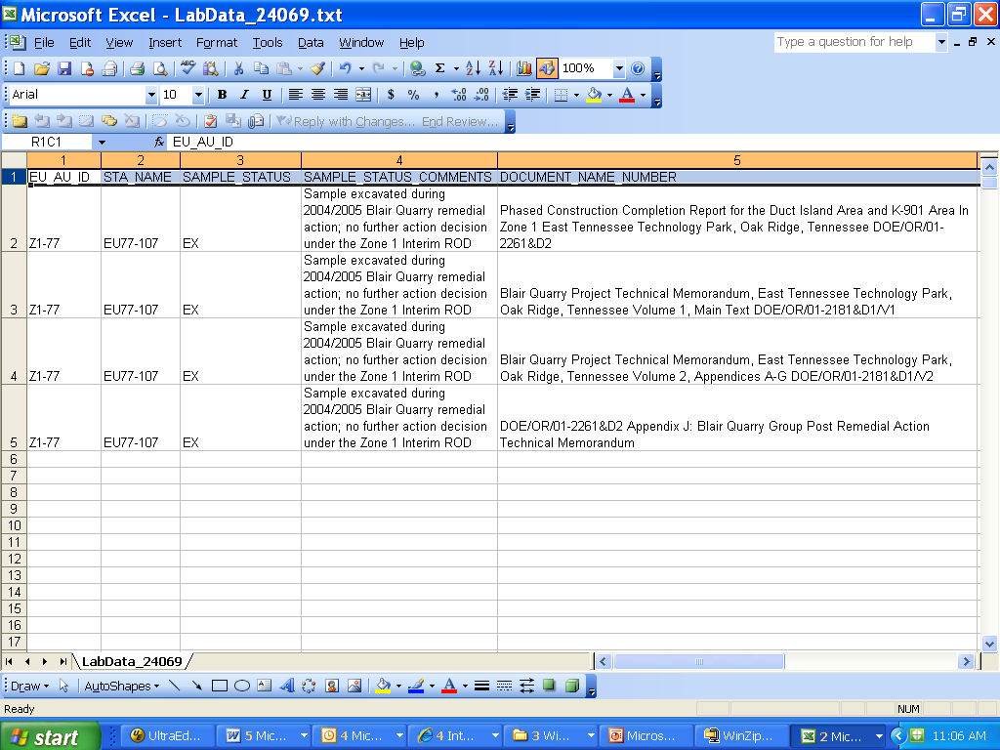 Microsoft Excel - LabData_24069.txt
File Edit View Insert Format Tools Data Window Help Type a question for help
100%
Arial 10 B I U $ % ,
Reply with Changes... End Review...
R1C1 fx EU_AU_ID
1 2 3 4 5
1 EU_AU_ID STA_NAME SAMPLE_STATUS SAMPLE_STATUS_COMMENTS DOCUMENT_NAME_NUMBER
Sample excavated during
2004/2005 Blair Quarry remedial
action; no further action decision
under the Zone 1 Interim ROD
Phased Construction Completion Report for the Duct Island Area and K-901 Area In
Zone 1 East Tennessee Technology Park, Oak Ridge, Tennessee DOE/OR/01-
2261&D2
2 Z1-77 EU77-107 EX
Sample excavated during
2004/2005 Blair Quarry remedial
action; no further action decision
under the Zone 1 Interim ROD
Blair Quarry Project Technical Memorandum, East Tennessee Technology Park,
Oak Ridge, Tennessee Volume 1, Main Text DOE/OR/01-2181&D1/V1
3 Z1-77 EU77-107 EX
Sample excavated during
2004/2005 Blair Quarry remedial
action; no further action decision
under the Zone 1 Interim ROD
Blair Quarry Project Technical Memorandum, East Tennessee Technology Park,
Oak Ridge, Tennessee Volume 2, Appendices A-G DOE/OR/01-2181&D1/V2
4 Z1-77 EU77-107 EX
Sample excavated during
2004/2005 Blair Quarry remedial
action; no further action decision
under the Zone 1 Interim ROD
DOE/OR/01-2261&D2 Appendix J: Blair Quarry Group Post Remedial Action
Technical Memorandum
5 Z1-77 EU77-107 EX
6
7
8
9
10
11
12
13
14
15
16
17
LabData_24069
Draw AutoShapes
Ready NUM
start UltraEd... 5 Mic... 4 Mic... 4 Int... 3 Wi... Micros... WinZip... 2 Mic... 11:06 AM